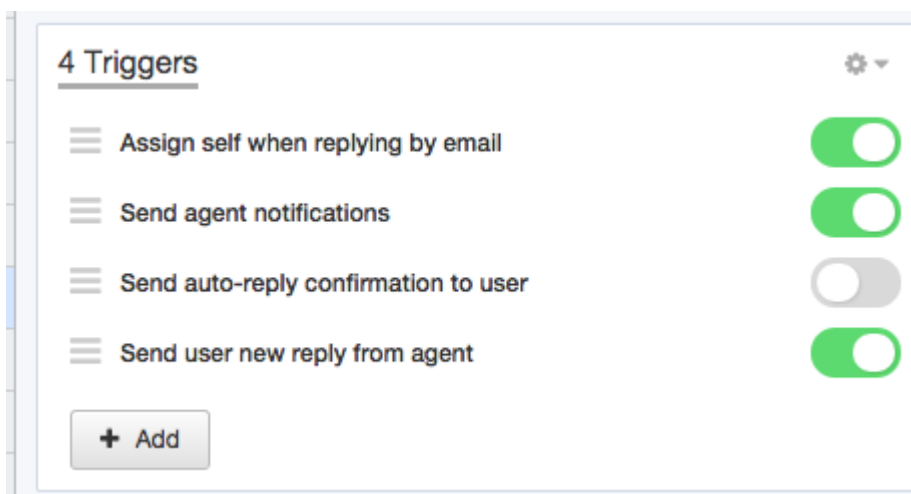 4 Triggers
Assign self when replying by email
Send agent notifications
Send auto-reply confirmation to user
Send user new reply from agent
+ Add